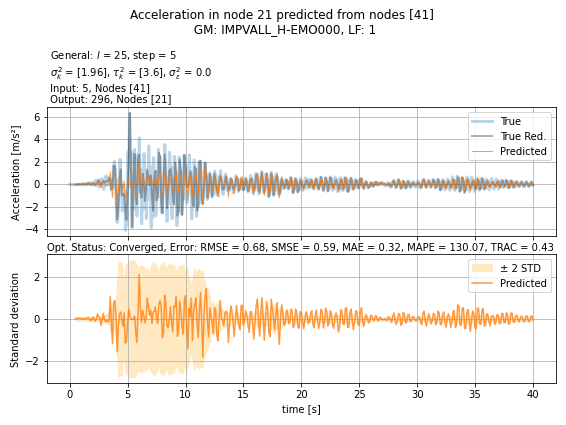 Acceleration in node 21 predicted from nodes [41]
GM: IMPVALL_H-EMO000, LF: 1
General: l = 25, step = 5
σ²ₖ = [1.96], τ²ₖ = [3.6], σ²ε = 0.0
Input: 5, Nodes [41]
Output: 296, Nodes [21]
Acceleration [m/s²]
6
4
2
0
−2
−4
True
True Red.
Predicted
Opt. Status: Converged, Error: RMSE = 0.68, SMSE = 0.59, MAE = 0.32, MAPE = 130.07, TRAC = 0.43
Standard deviation
2
0
−2
± 2 STD
Predicted
0 5 10 15 20 25 30 35 40
time [s]